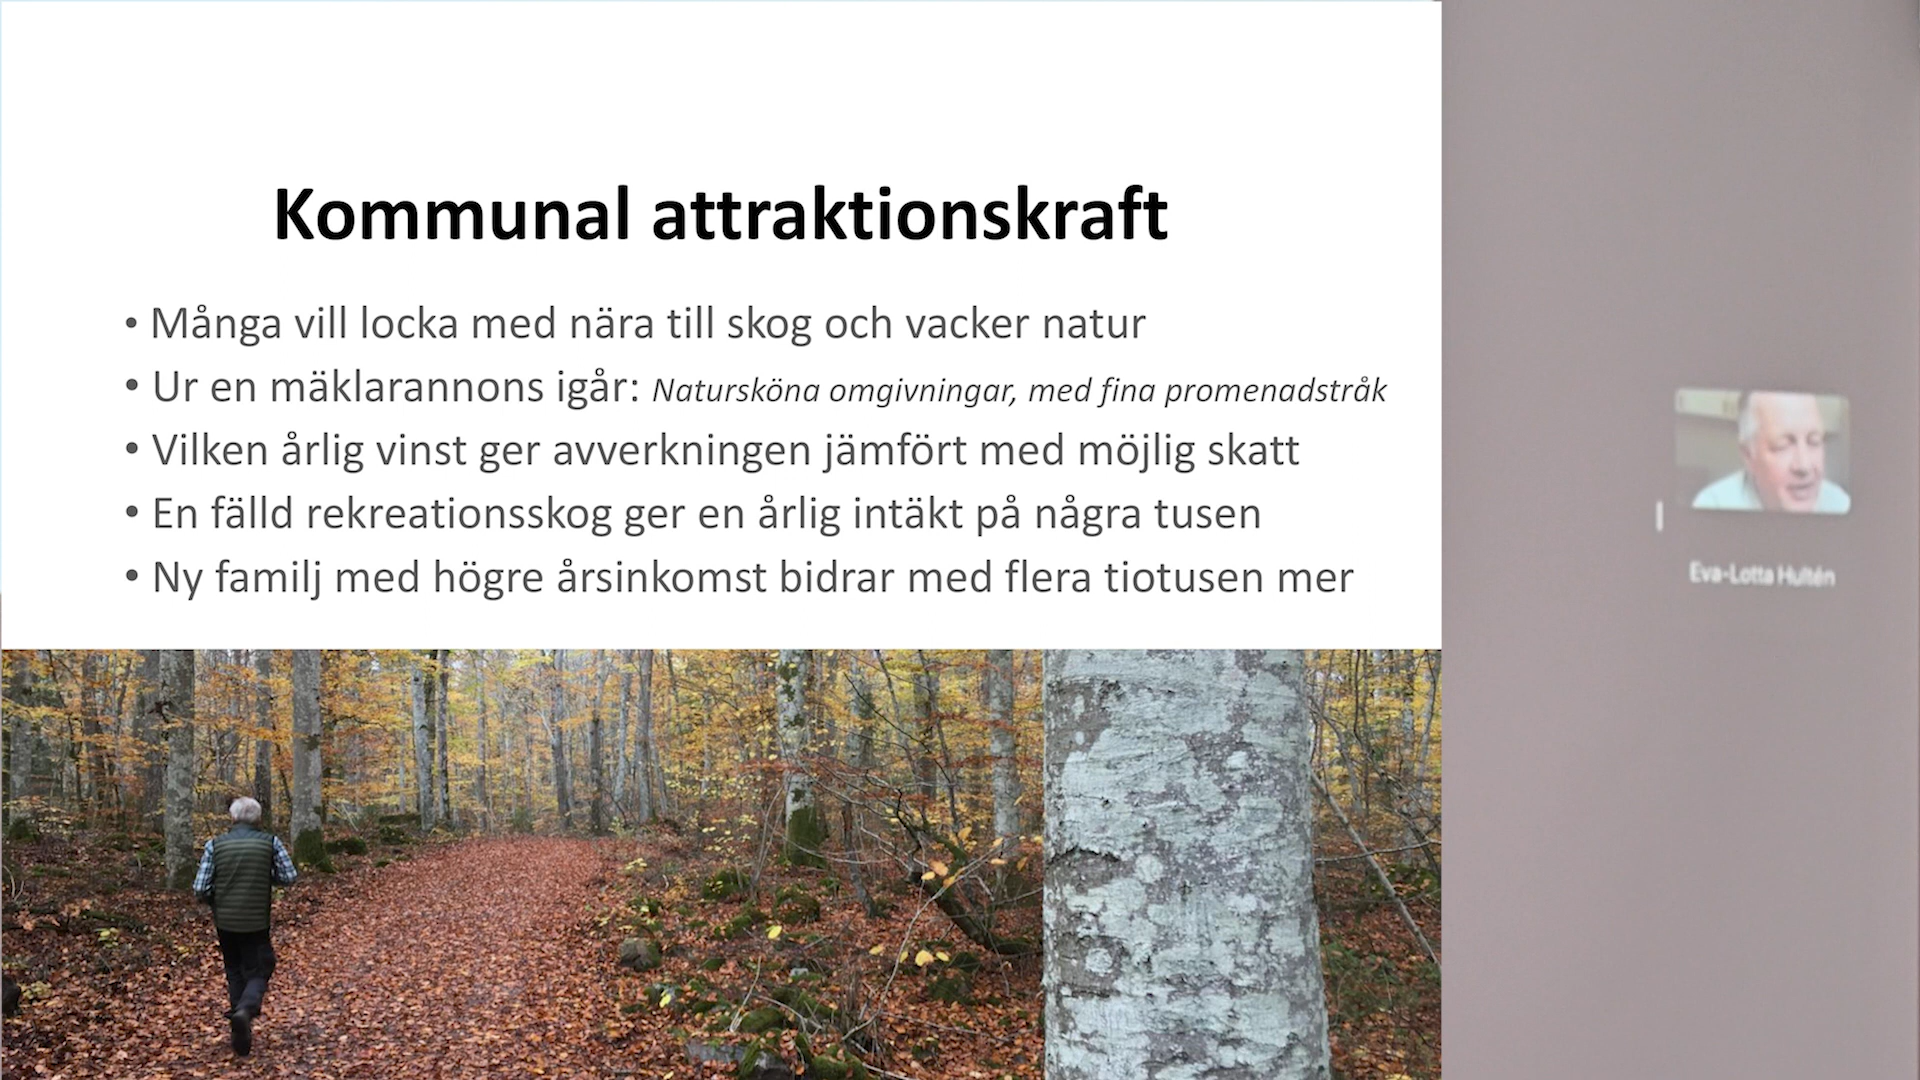 Kommunal attraktionskraft
• Många vill locka med nära till skog och vacker natur
• Ur en mäklarannons igår: Natursköna omgivningar, med fina promenadstråk
• Vilken årlig vinst ger avverkningen jämfört med möjlig skatt
• En fälld rekreationsskog ger en årlig intäkt på några tusen
• Ny familj med högre årsinkomst bidrar med flera tiotusen mer
Eva-Lotta Hultén